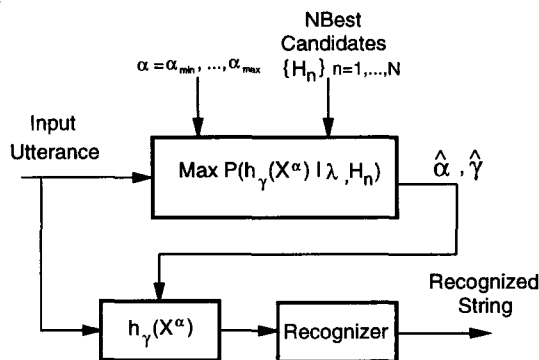 NBest
Candidates
α = α_min, ..., α_max {H_n} n=1,...,N
Input
Utterance
Max P(h_γ(X^α) | λ, H_n)
α̂ , γ̂
Recognized
String
h_γ(X^α)
Recognizer